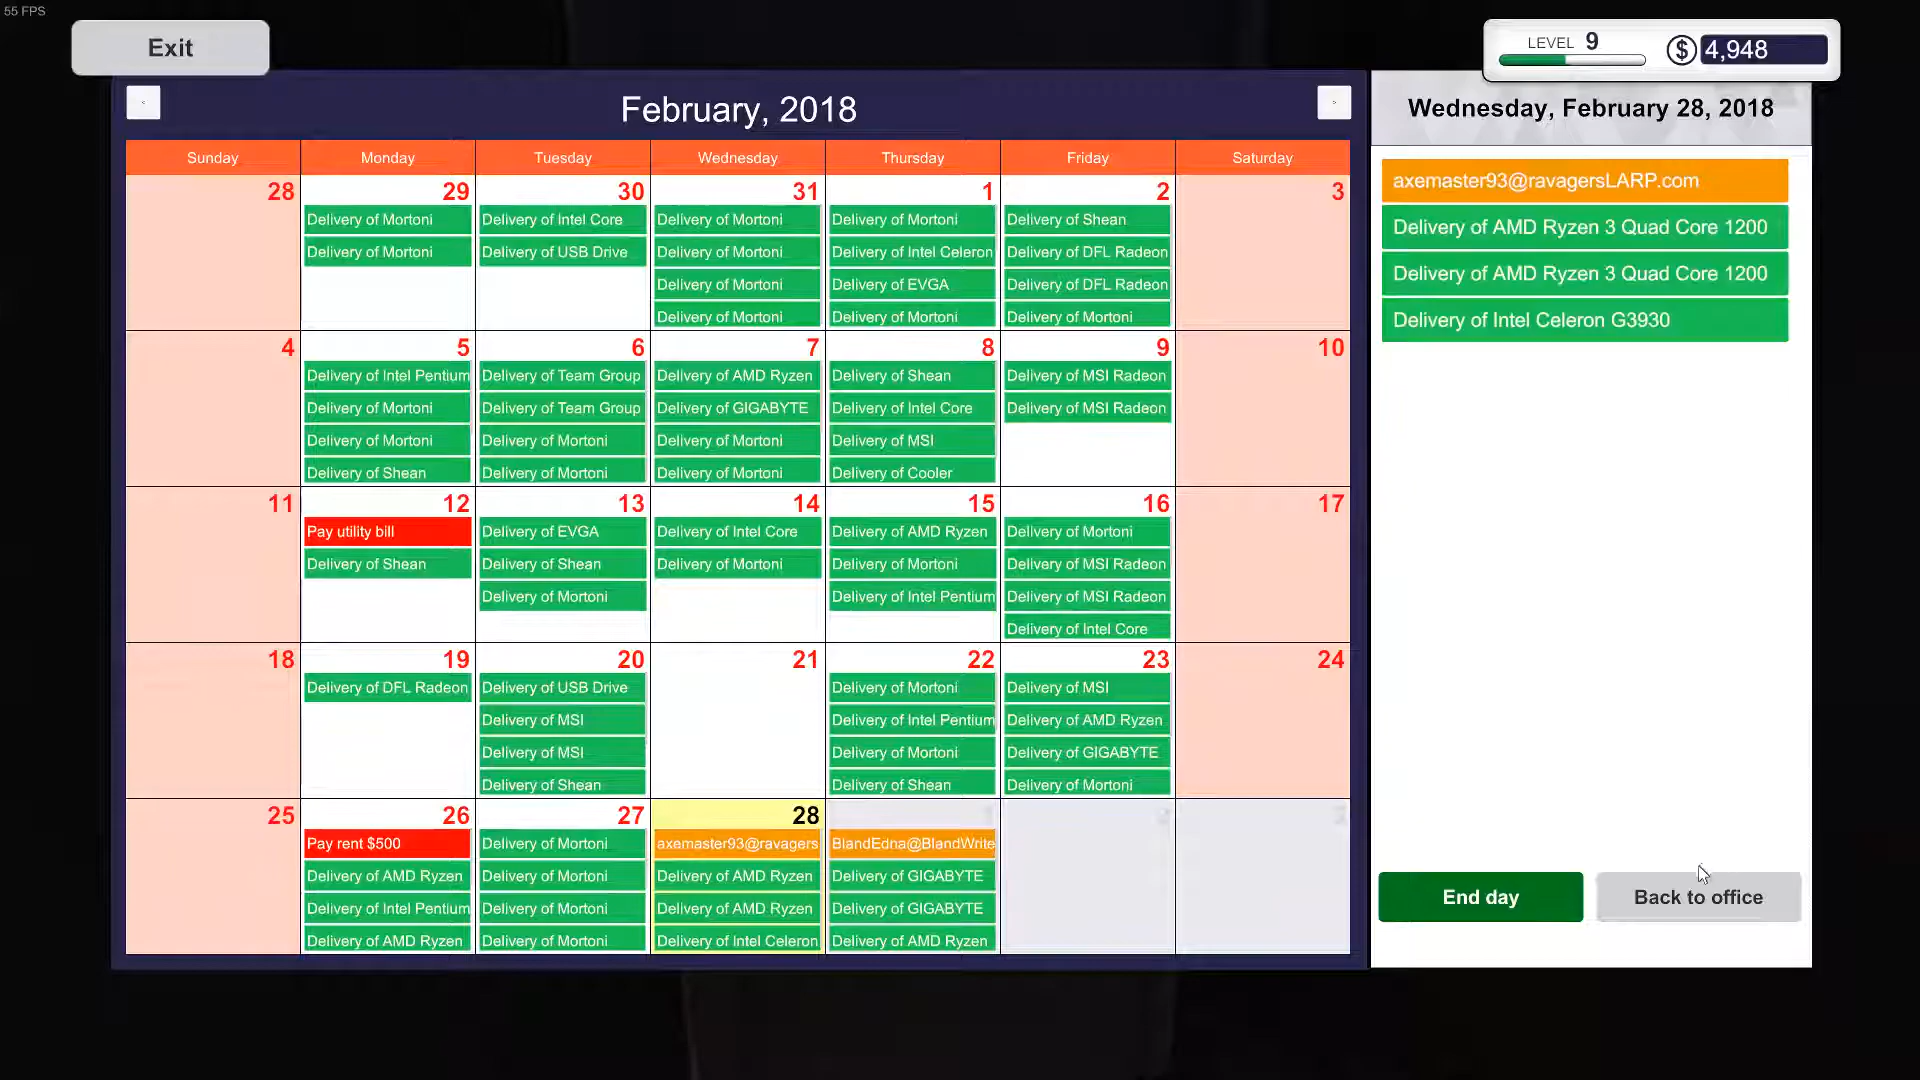 55 FPS
Exit
LEVEL 9
$ 4,948
February, 2018
Wednesday, February 28, 2018
Sunday Monday Tuesday Wednesday Thursday Friday Saturday
28 29 30 31 1 2 3
Delivery of Mortoni Delivery of Intel Core Delivery of Mortoni Delivery of Mortoni Delivery of Shean
Delivery of Mortoni Delivery of USB Drive Delivery of Mortoni Delivery of Intel Celeron Delivery of DFL Radeon
Delivery of Mortoni Delivery of EVGA Delivery of DFL Radeon
Delivery of Mortoni Delivery of Mortoni Delivery of Mortoni
4 5 6 7 8 9 10
Delivery of Intel Pentium Delivery of Team Group Delivery of AMD Ryzen Delivery of Shean Delivery of MSI Radeon
Delivery of Mortoni Delivery of Team Group Delivery of GIGABYTE Delivery of Intel Core Delivery of MSI Radeon
Delivery of Mortoni Delivery of Mortoni Delivery of Mortoni Delivery of MSI
Delivery of Shean Delivery of Mortoni Delivery of Mortoni Delivery of Cooler
11 12 13 14 15 16 17
Pay utility bill Delivery of EVGA Delivery of Intel Core Delivery of AMD Ryzen Delivery of Mortoni
Delivery of Shean Delivery of Shean Delivery of Mortoni Delivery of Mortoni Delivery of MSI Radeon
Delivery of Mortoni Delivery of Intel Pentium Delivery of MSI Radeon
Delivery of Intel Core
18 19 20 21 22 23 24
Delivery of DFL Radeon Delivery of USB Drive Delivery of Mortoni Delivery of MSI
Delivery of MSI Delivery of Intel Pentium Delivery of AMD Ryzen
Delivery of MSI Delivery of Mortoni Delivery of GIGABYTE
Delivery of Shean Delivery of Shean Delivery of Mortoni
25 26 27 28 1 2 3
Pay rent $500 Delivery of Mortoni axemaster93@ravagers BlandEdna@BlandWrite
Delivery of AMD Ryzen Delivery of Mortoni Delivery of AMD Ryzen Delivery of GIGABYTE
Delivery of Intel Pentium Delivery of Mortoni Delivery of AMD Ryzen Delivery of GIGABYTE
Delivery of AMD Ryzen Delivery of Mortoni Delivery of Intel Celeron Delivery of AMD Ryzen
axemaster93@ravagersLARP.com
Delivery of AMD Ryzen 3 Quad Core 1200
Delivery of AMD Ryzen 3 Quad Core 1200
Delivery of Intel Celeron G3930
End day
Back to office